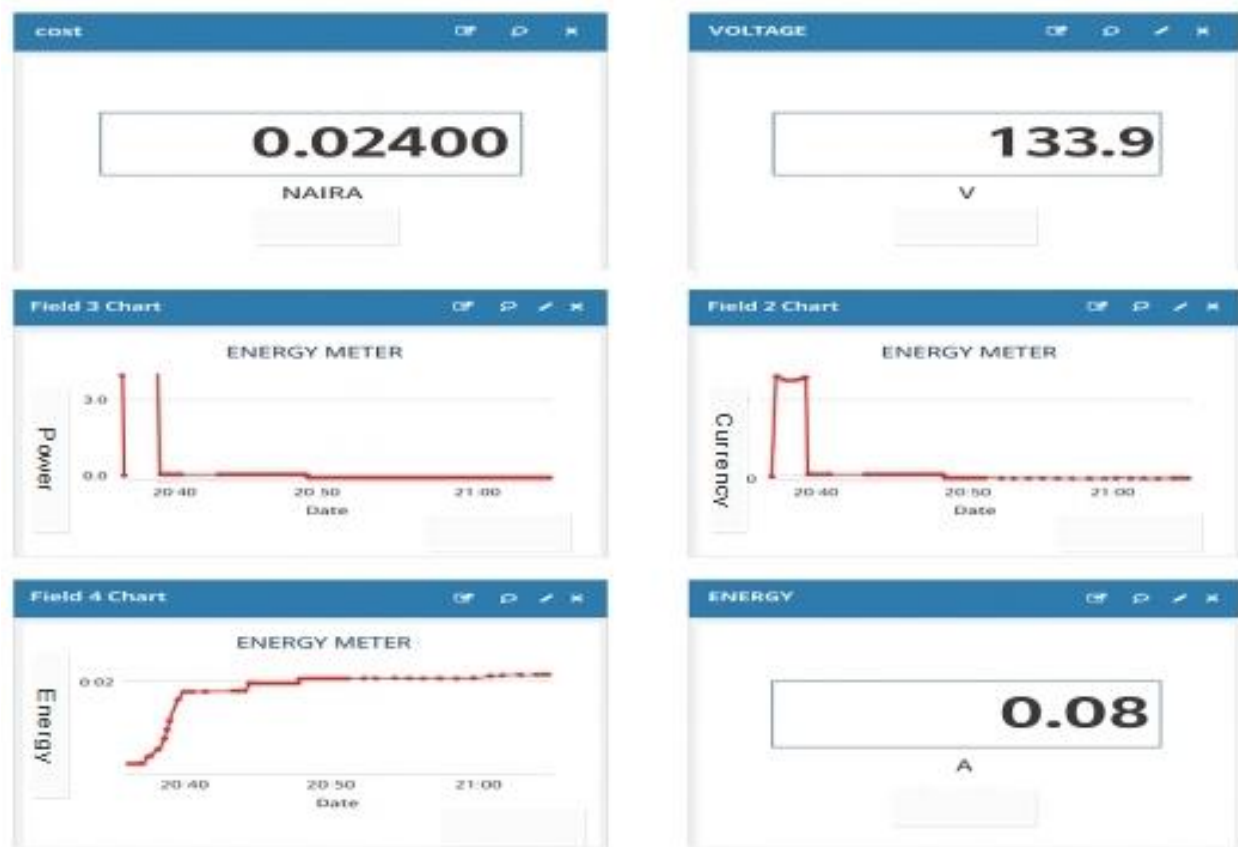 cost
VOLTAGE
0.02400
NAIRA
133.9
V
Field 3 Chart
Field 2 Chart
ENERGY METER
Power
3.0
0.0
20:40
20:50
21:00
Date
ENERGY METER
Currency
0
20:40
20:50
21:00
Date
Field 4 Chart
ENERGY
ENERGY METER
Energy
0.02
20:40
20:50
21:00
Date
0.08
A